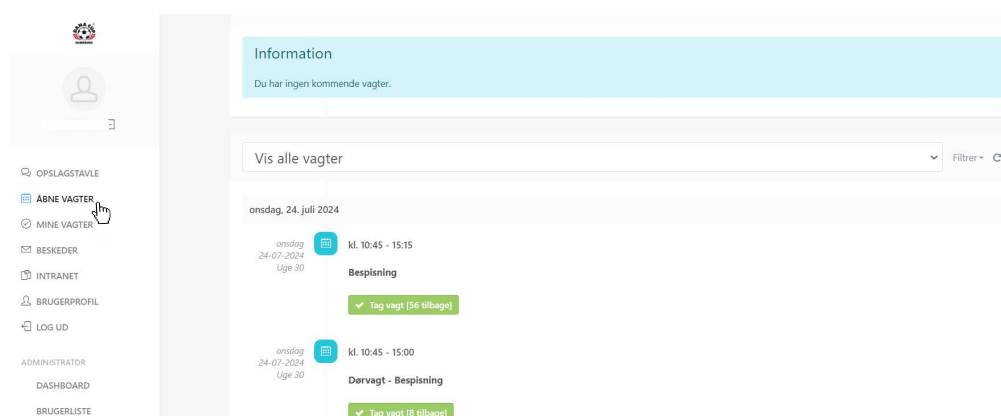 DANA CUP
Information
Du har ingen kommende vagter.
OPSLAGSTAVLE
ÅBNE VAGTER
MINE VAGTER
BESKEDER
INTRANET
BRUGERPROFIL
LOG UD
ADMINISTRATOR
DASHBOARD
BRUGERLISTE
Vis alle vagter
Filtrer
onsdag, 24. juli 2024
onsdag
24-07-2024
Uge 30
kl. 10:45 - 15:15
Bespisning
Tag vagt [56 tilbage]
onsdag
24-07-2024
Uge 30
kl. 10:45 - 15:00
Dørvagt - Bespisning
Tag vagt [8 tilbage]